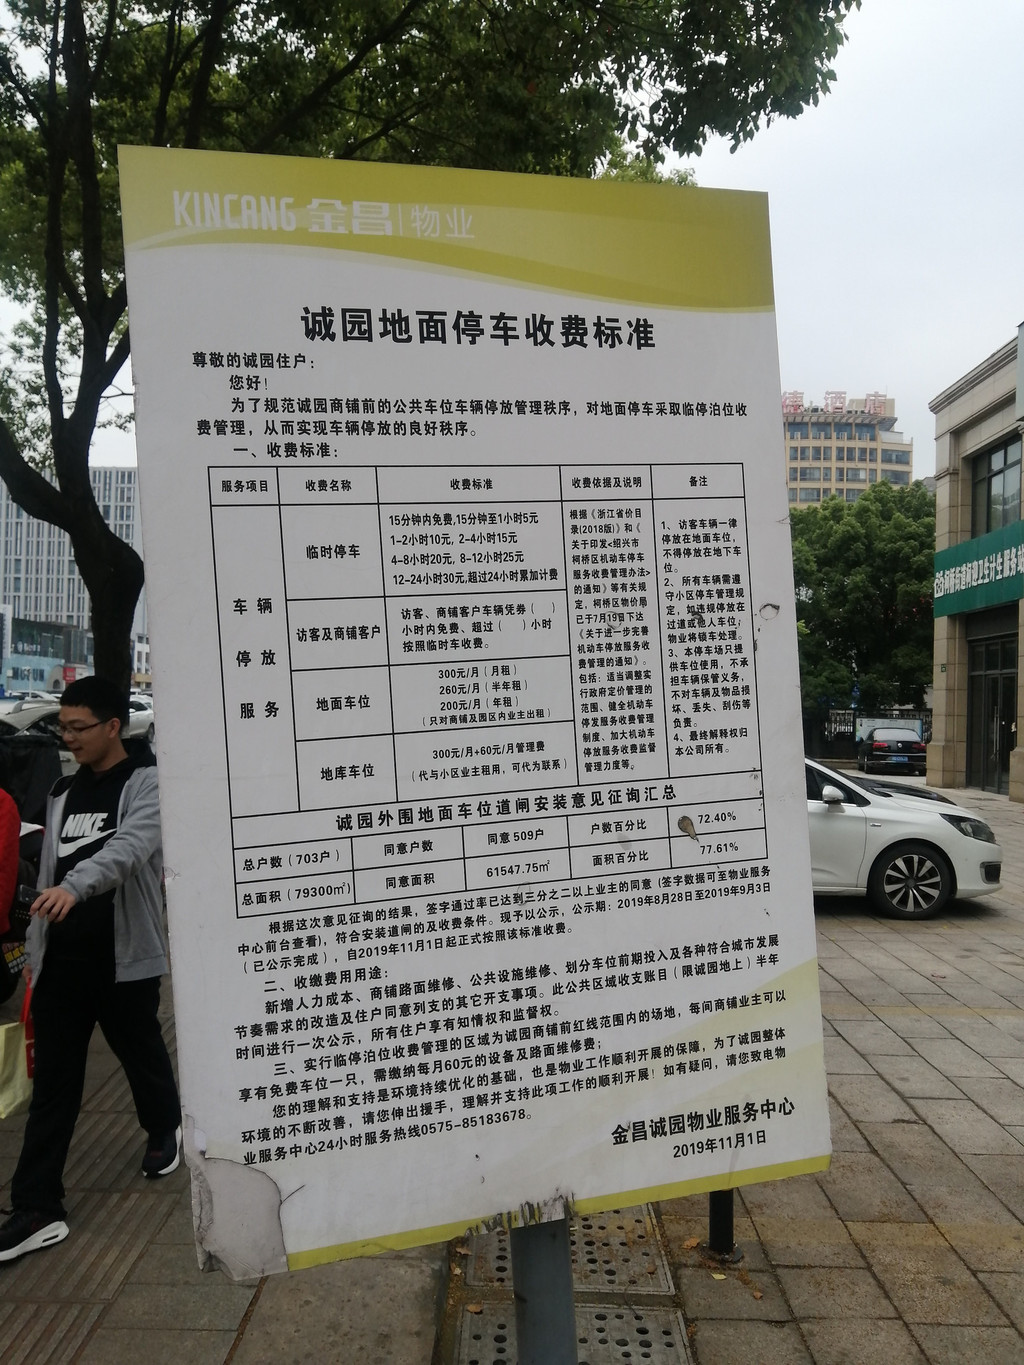 KINCANG 金昌 | 物业
诚园地面停车收费标准
尊敬的诚园住户：
您好！
为了规范诚园商铺前的公共车位车辆停放管理秩序，对地面停车采取临停泊位收
费管理，从而实现车辆停放的良好秩序。
一、收费标准：
服务项目 收费名称 收费标准 收费依据及说明 备注
车辆
停放
服务
临时停车
15分钟内免费,15分钟至1小时5元
1-2小时10元, 2-4小时15元
4-8小时20元, 8-12小时25元
12-24小时30元,超过24小时累加计费
访客及商铺客户
访客、商铺客户车辆凭券（ ）
小时内免费、超过（ ）小时
按照临时车收费。
地面车位
300元/月（月租）
260元/月（半年租）
200元/月（年租）
（只对商铺及园区内业主出租）
地库车位
300元/月+60元/月管理费
（代与小区业主租用，可代为联系）
根据《浙江省价目
录(2018版)》和《
关于印发<绍兴市
柯桥区机动车停车
服务收费管理办法>
的通知》等有关规
定，柯桥区物价局
已于7月19日下达
《关于进一步完善
机动车停放服务收
费管理的通知》。
包括：适当调整实
行政府定价管理的
范围、健全机动车
停发服务收费管理
制度、加大机动车
停放服务收费监督
管理力度等。
1、访客车辆一律
停放在地面车位，
不得停放在地下车
位。
2、所有车辆需遵
守小区停车管理规
定，如违规停放在
过道或他人车位，
物业将锁车处理。
3、本停车场只提
供车位使用，不承
担车辆保管义务，
不对车辆及物品损
坏、丢失、刮伤等
负责。
4、最终解释权归
本公司所有。
诚园外围地面车位道闸安装意见征询汇总
总户数（703户） 同意户数 同意509户 户数百分比 72.40%
总面积（79300㎡） 同意面积 61547.75㎡ 面积百分比 77.61%
根据这次意见征询的结果，签字通过率已达到三分之二以上业主的同意（签字数据可至物业服务
中心前台查看)，符合安装道闸的及收费条件。现予以公示，公示期：2019年8月28日至2019年9月3日
（已公示完成），自2019年11月1日起正式按照该标准收费。
二、收缴费用用途：
新增人力成本、商铺路面维修、公共设施维修、划分车位前期投入及各种符合城市发展
节奏需求的改造及住户同意列支的其它开支事项。此公共区域收支账目（限诚园地上）半年
时间进行一次公示，所有住户享有知情权和监督权。
三、实行临停泊位收费管理的区域为诚园商铺前红线范围内的场地，每间商铺业主可以
享有免费车位一只，需缴纳每月60元的设备及路面维修费；
您的理解和支持是环境持续优化的基础，也是物业工作顺利开展的保障，为了诚园整体
环境的不断改善，请您伸出援手，理解并支持此项工作的顺利开展！如有疑问，请您致电物
业服务中心24小时服务热线0575-85183678。
金昌诚园物业服务中心
2019年11月1日
NIKE
酒店